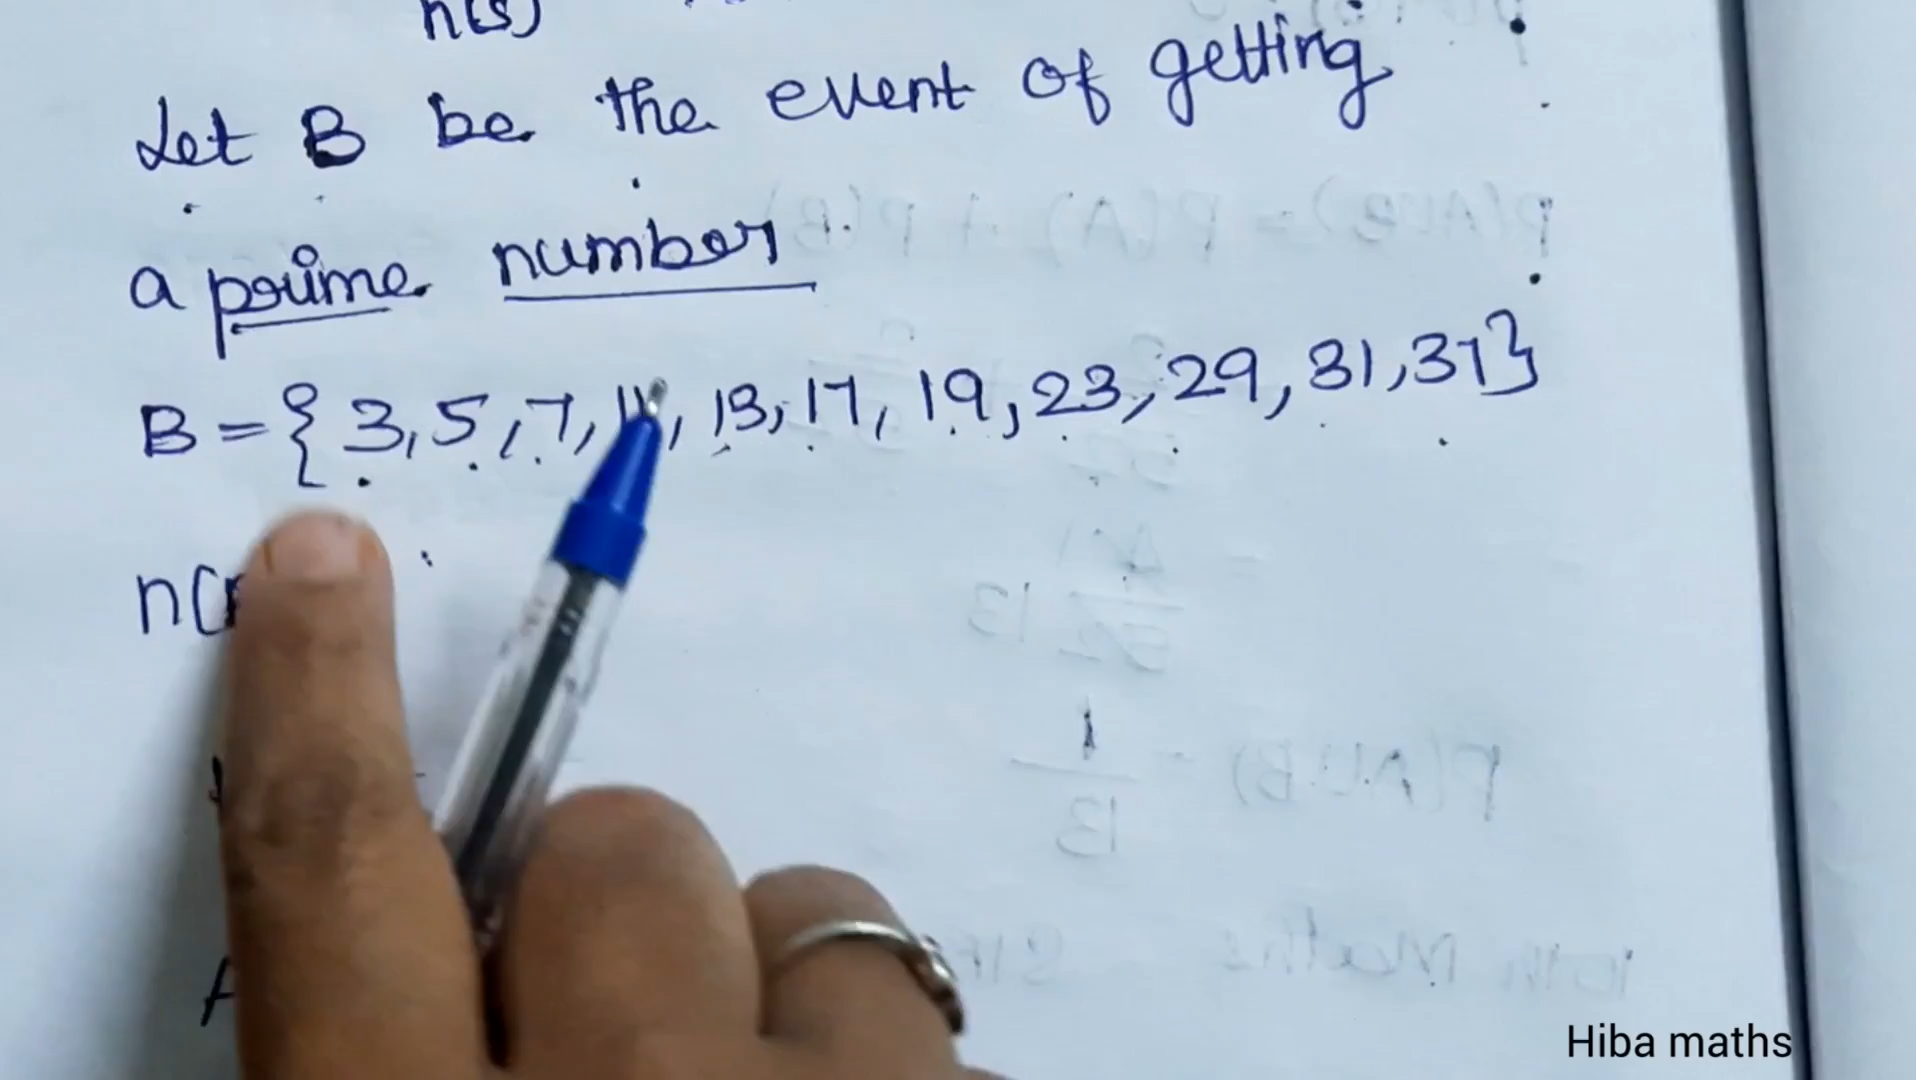 n(s)
Let B be the event of getting
a prime number
B = { 3, 5, 7, 11, 13, 17, 19, 23, 29, 31, 37}
n(
Hiba maths